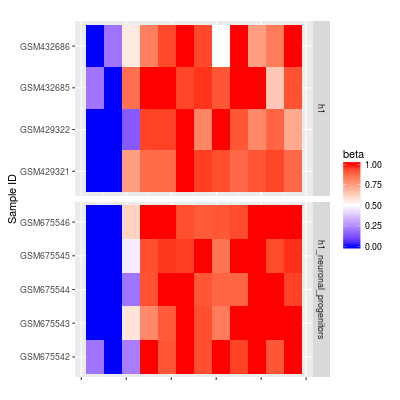 GSM432686
GSM432685
GSM429322
GSM429321
h1
GSM675546
GSM675545
GSM675544
GSM675543
GSM675542
h1_neuronal_progenitors
Sample ID
beta
1.00
0.75
0.50
0.25
0.00